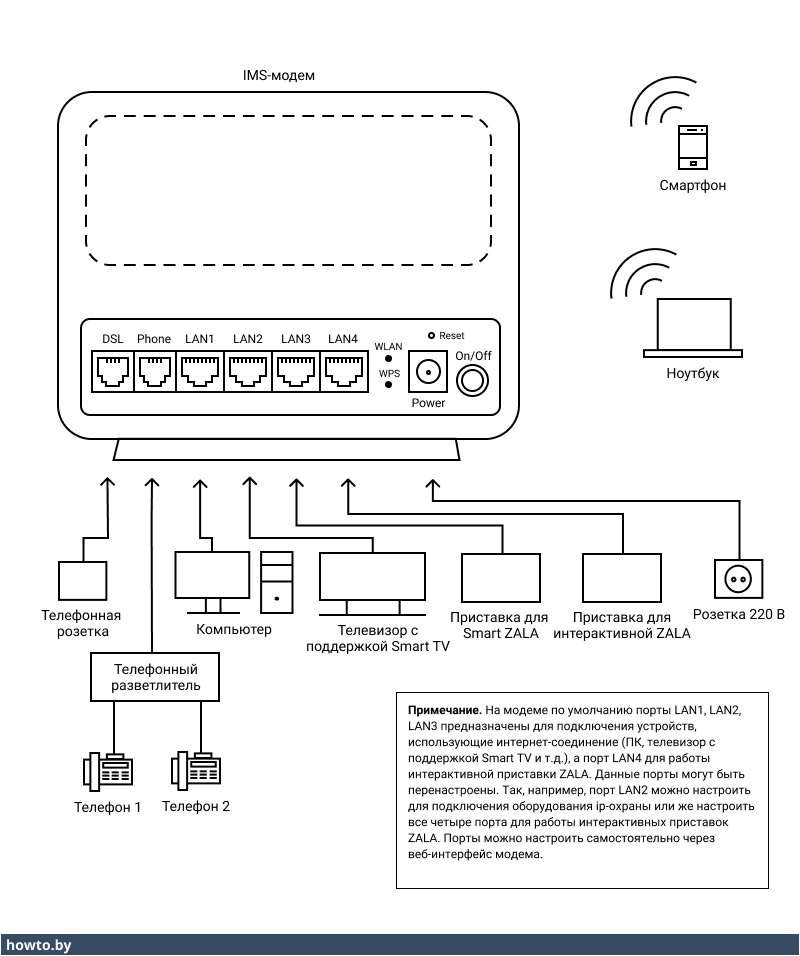 IMS-модем
Смартфон
Ноутбук
DSL Phone LAN1 LAN2 LAN3 LAN4
WLAN
WPS
Reset
On/Off
Power
Телефонная
розетка
Компьютер
Телевизор с
поддержкой Smart TV
Приставка для
Smart ZALA
Приставка для
интерактивной ZALA
Розетка 220 В
Телефонный
разветлитель
Телефон 1
Телефон 2
Примечание. На модеме по умолчанию порты LAN1, LAN2,
LAN3 предназначены для подключения устройств,
использующие интернет-соединение (ПК, телевизор с
поддержкой Smart TV и т.д.), а порт LAN4 для работы
интерактивной приставки ZALA. Данные порты могут быть
перенастроены. Так, например, порт LAN2 можно настроить
для подключения оборудования ip-охраны или же настроить
все четыре порта для работы интерактивных приставок
ZALA. Порты можно настроить самостоятельно через
веб-интерфейс модема.
howto.by